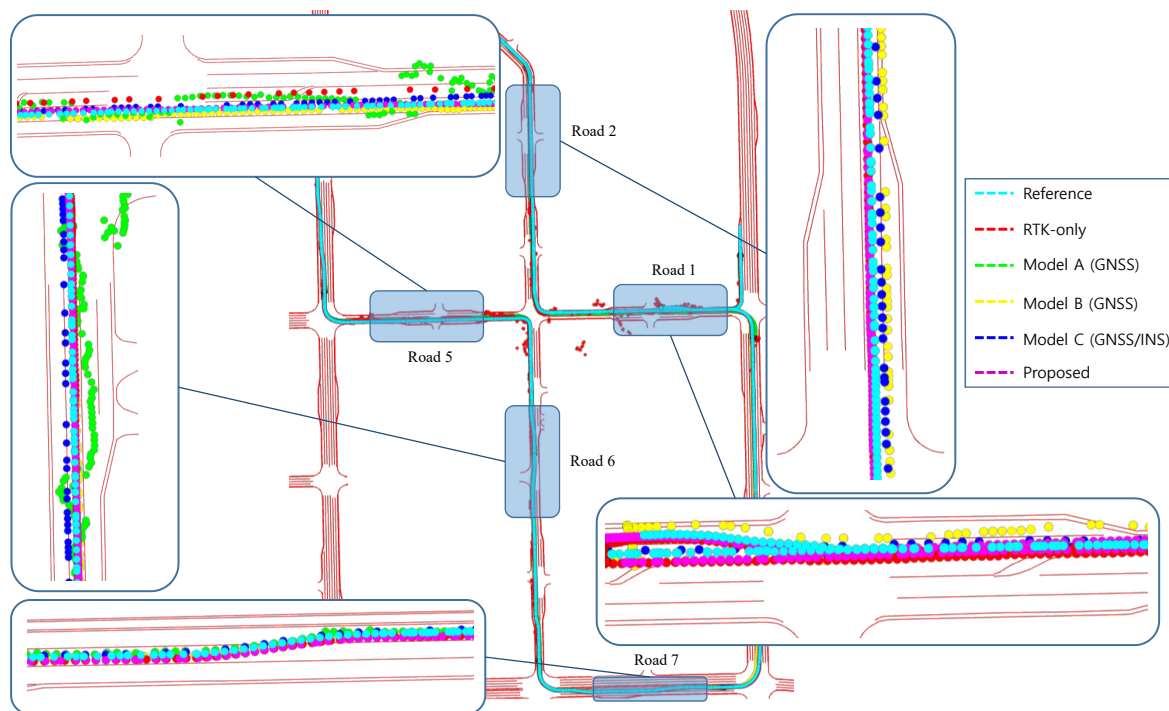 Road 2
Reference
RTK-only
Road 1
Model A (GNSS)
Model B (GNSS)
Model C (GNSS/INS)
Road 5
Proposed
Road 6
Road 7